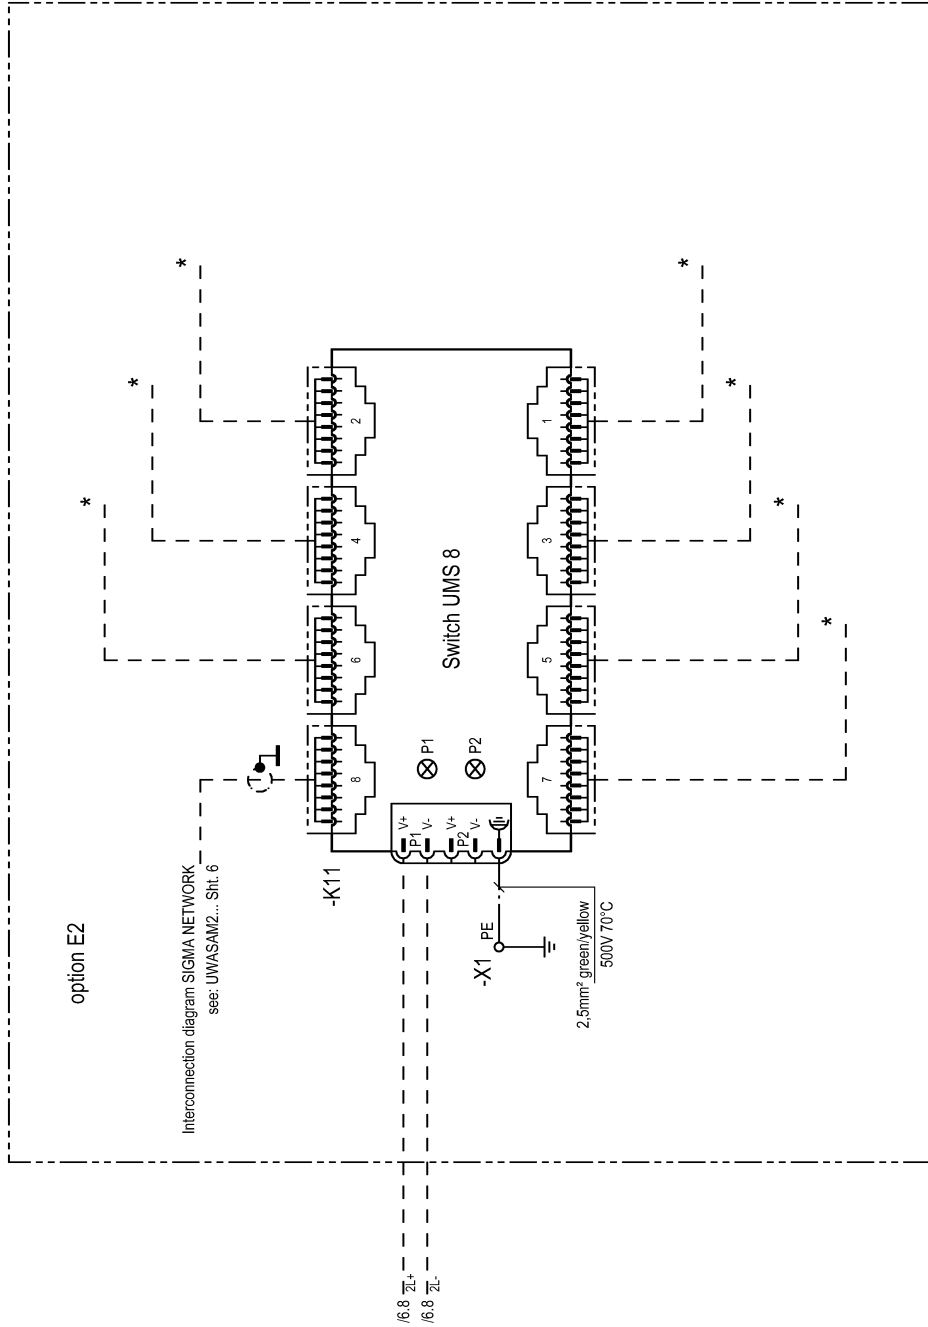 option E2
Interconnection diagram SIGMA NETWORK
see: UWASAM2... Sht. 6
*
*
*
*
*
*
*
8
6
4
2
-K11
Switch UMS 8
P1
P2
V+
P1
V-
V+
P2
V-
7
5
3
1
/6.8
2L+
/6.8
2L-
-X1
PE
2,5mm² green/yellow
500V 70°C